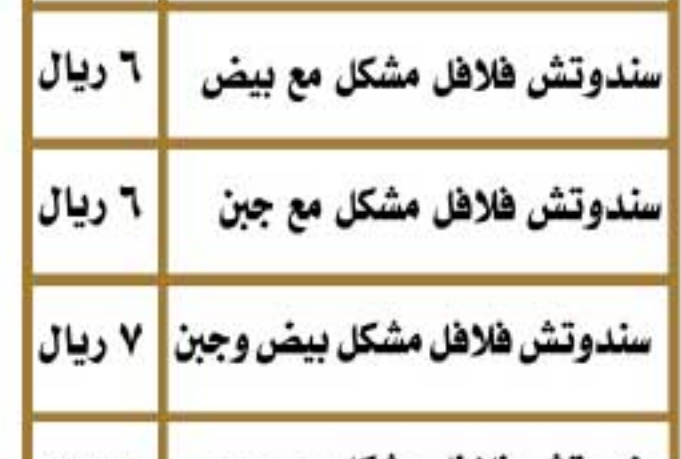 سندوتش فلافل مشكل مع بيض ٦ ريال
سندوتش فلافل مشكل مع جبن ٦ ريال
سندوتش فلافل مشكل بيض وجبن ٧ ريال